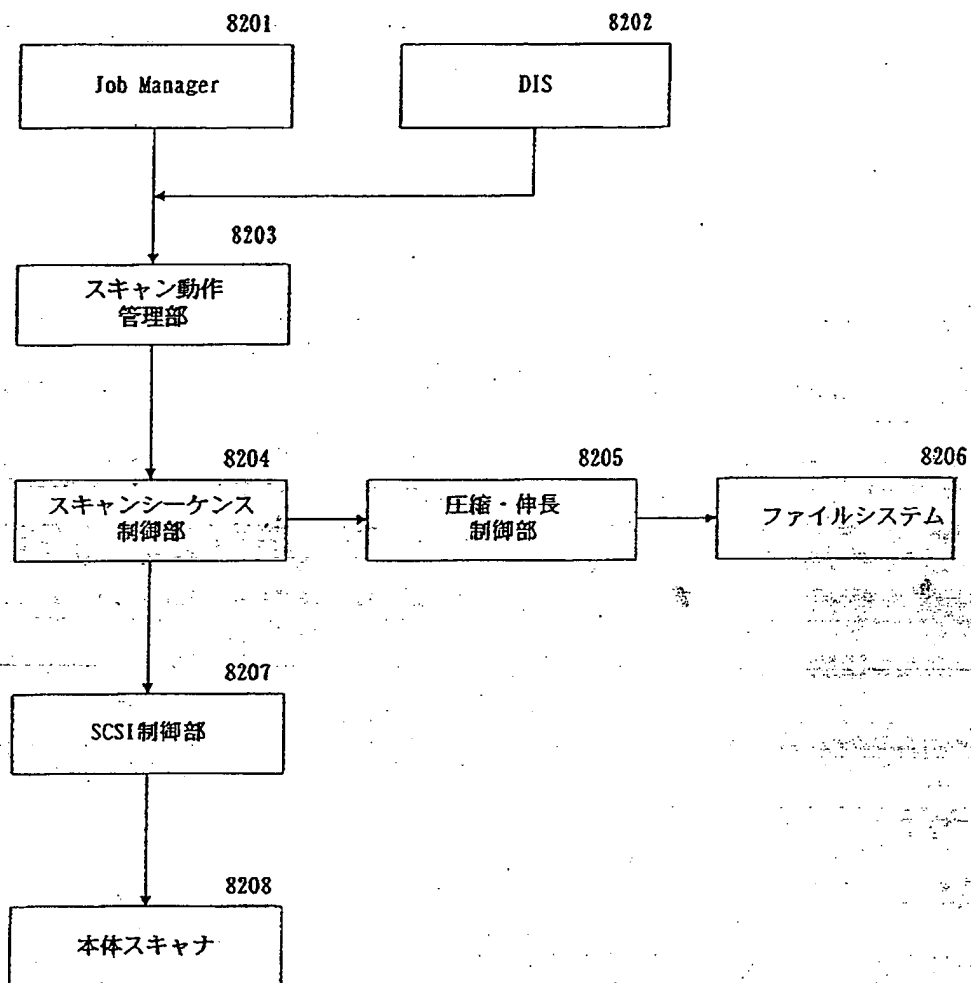 8201
Job Manager
8202
DIS
8203
スキャン動作
管理部
8204
スキャンシーケンス
制御部
8205
圧縮・伸長
制御部
8206
ファイルシステム
8207
SCSI制御部
8208
本体スキャナ